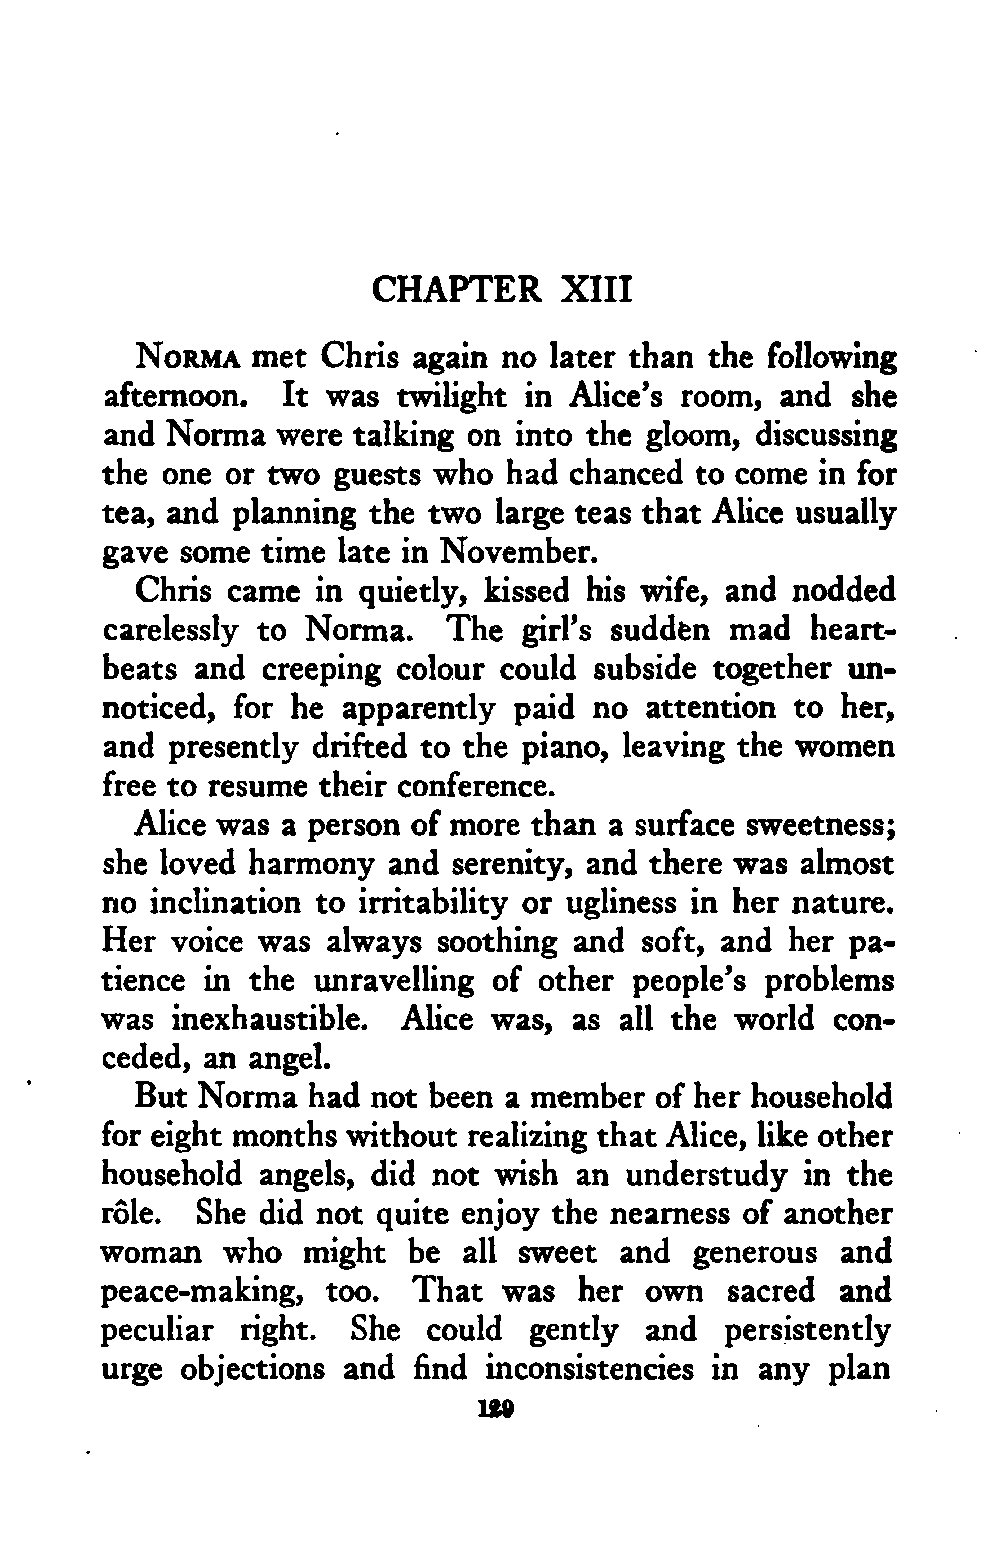 CHAPTER XIII
NORMA met Chris again no later than the following
afternoon. It was twilight in Alice's room, and she
and Norma were talking on into the gloom, discussing
the one or two guests who had chanced to come in for
tea, and planning the two large teas that Alice usually
gave some time late in November.
Chris came in quietly, kissed his wife, and nodded
carelessly to Norma. The girl's sudden mad heart-
beats and creeping colour could subside together un-
noticed, for he apparently paid no attention to her,
and presently drifted to the piano, leaving the women
free to resume their conference.
Alice was a person of more than a surface sweetness;
she loved harmony and serenity, and there was almost
no inclination to irritability or ugliness in her nature.
Her voice was always soothing and soft, and her pa-
tience in the unravelling of other people's problems
was inexhaustible. Alice was, as all the world con-
ceded, an angel.
But Norma had not been a member of her household
for eight months without realizing that Alice, like other
household angels, did not wish an understudy in the
rôle. She did not quite enjoy the nearness of another
woman who might be all sweet and generous and
peace-making, too. That was her own sacred and
peculiar right. She could gently and persistently
urge objections and find inconsistencies in any plan
129